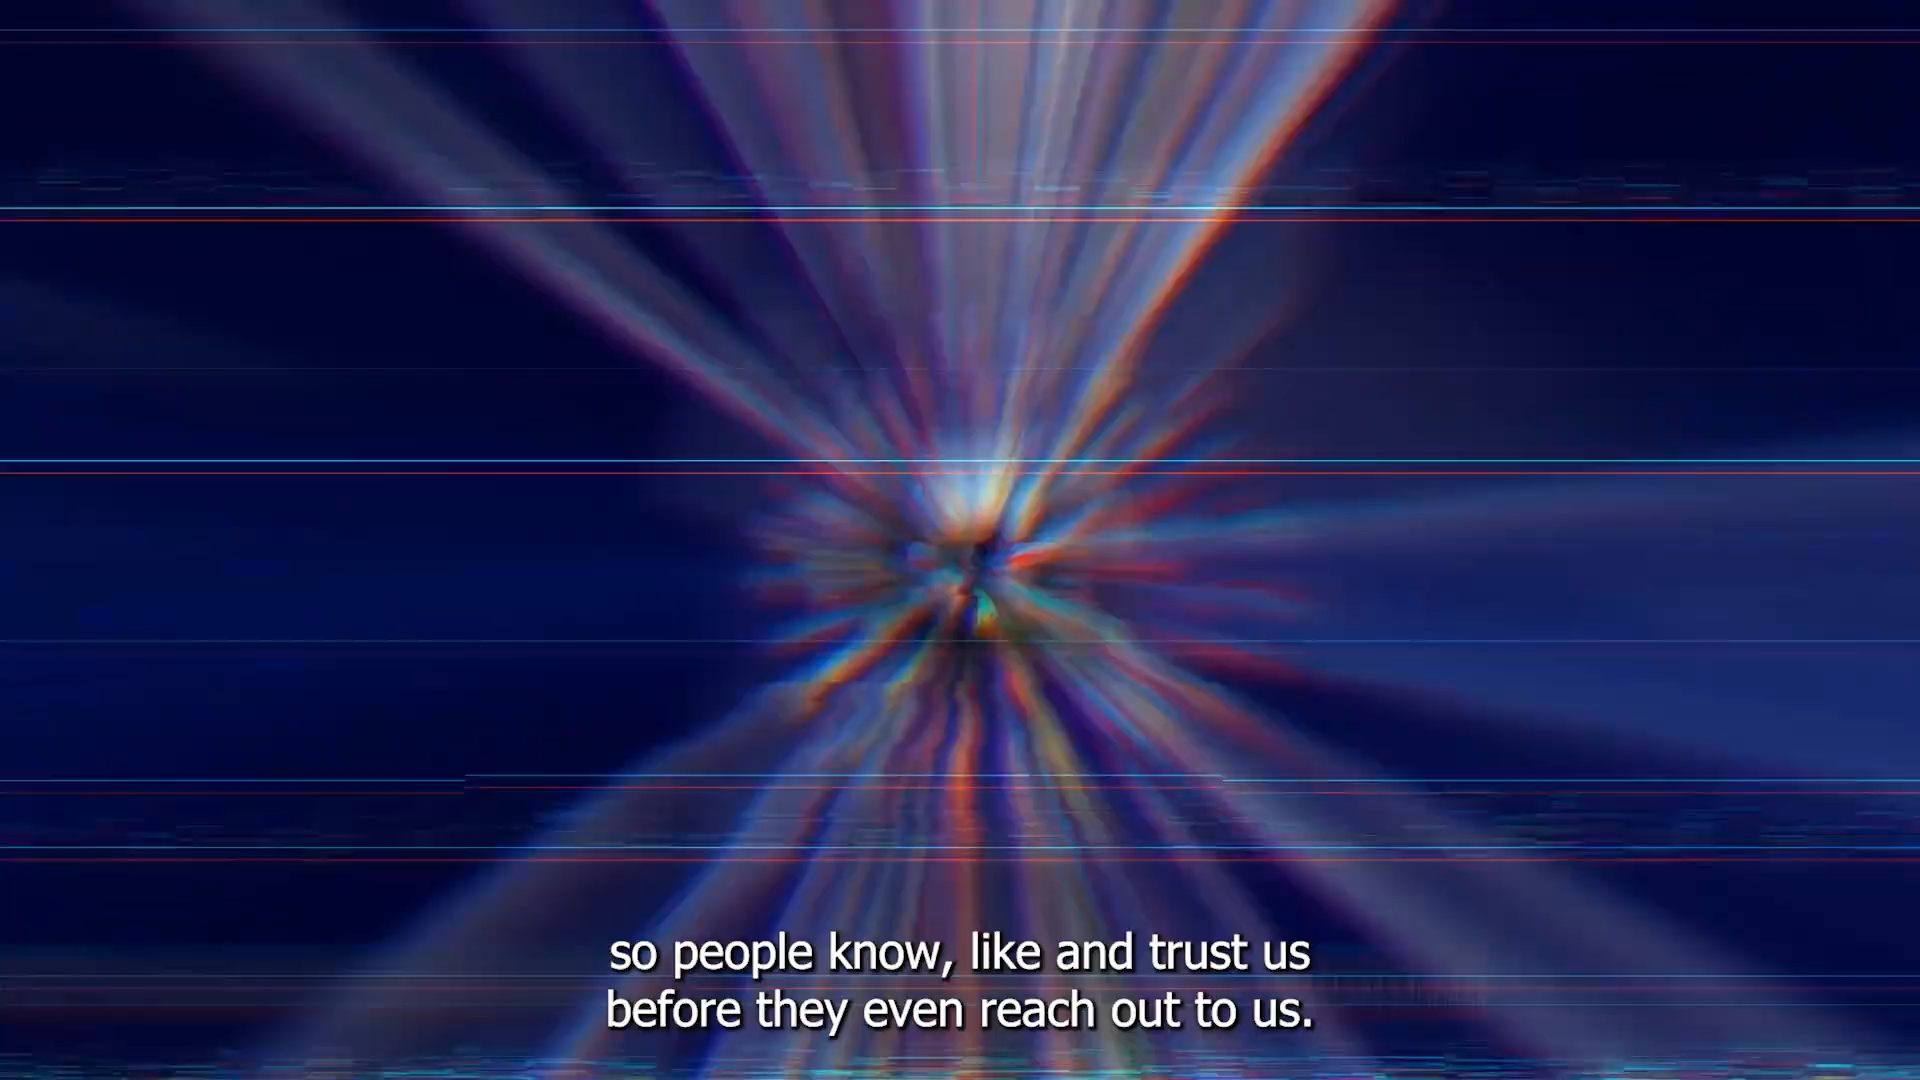 so people know, like and trust us
before they even reach out to us.